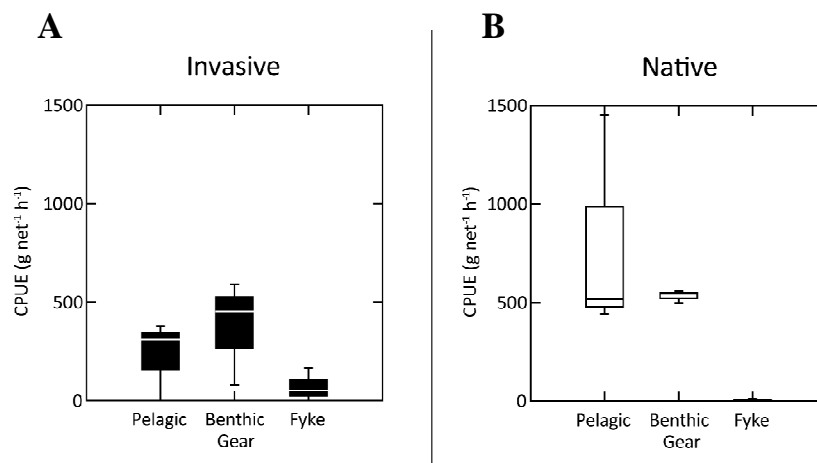 A
Invasive
1500
1000
500
0
CPUE (g net⁻¹ h⁻¹)
Pelagic Benthic Fyke
Gear
B
Native
1500
1000
500
0
CPUE (g net⁻¹ h⁻¹)
Pelagic Benthic Fyke
Gear